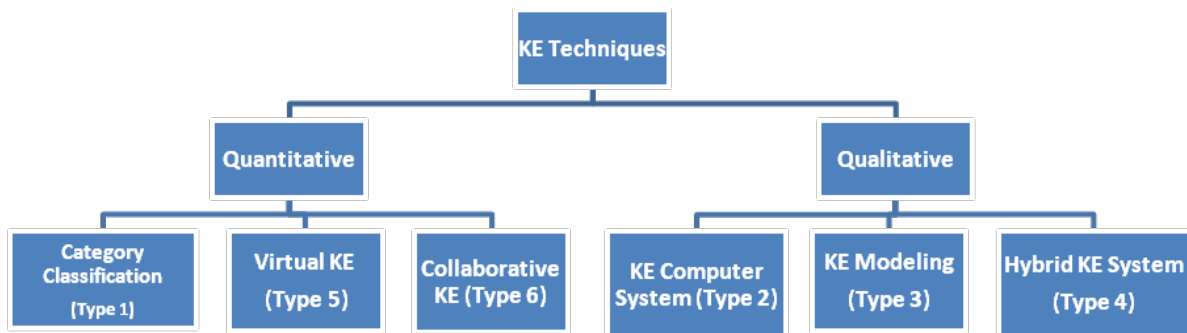 KE Techniques
Quantitative
Qualitative
Category
Classification
(Type 1)
Virtual KE
(Type 5)
Collaborative
KE (Type 6)
KE Computer
System (Type 2)
KE Modeling
(Type 3)
Hybrid KE System
(Type 4)